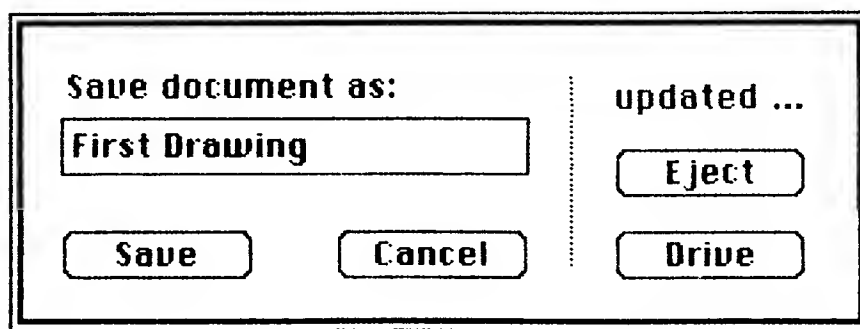 Save document as:
First Drawing
Save
Cancel
updated ...
Eject
Drive